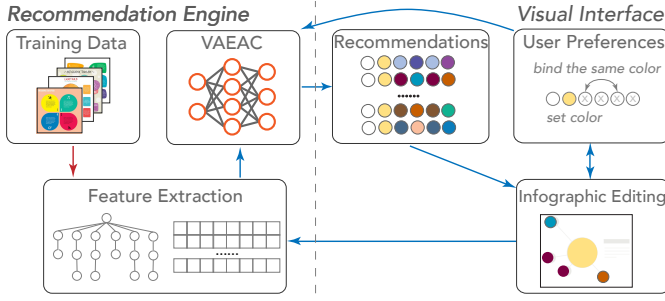 Recommendation Engine
Visual Interface
Training Data
VAEAC
Recommendations
User Preferences
bind the same color
X X X X
set color
......
Feature Extraction
......
Infographic Editing